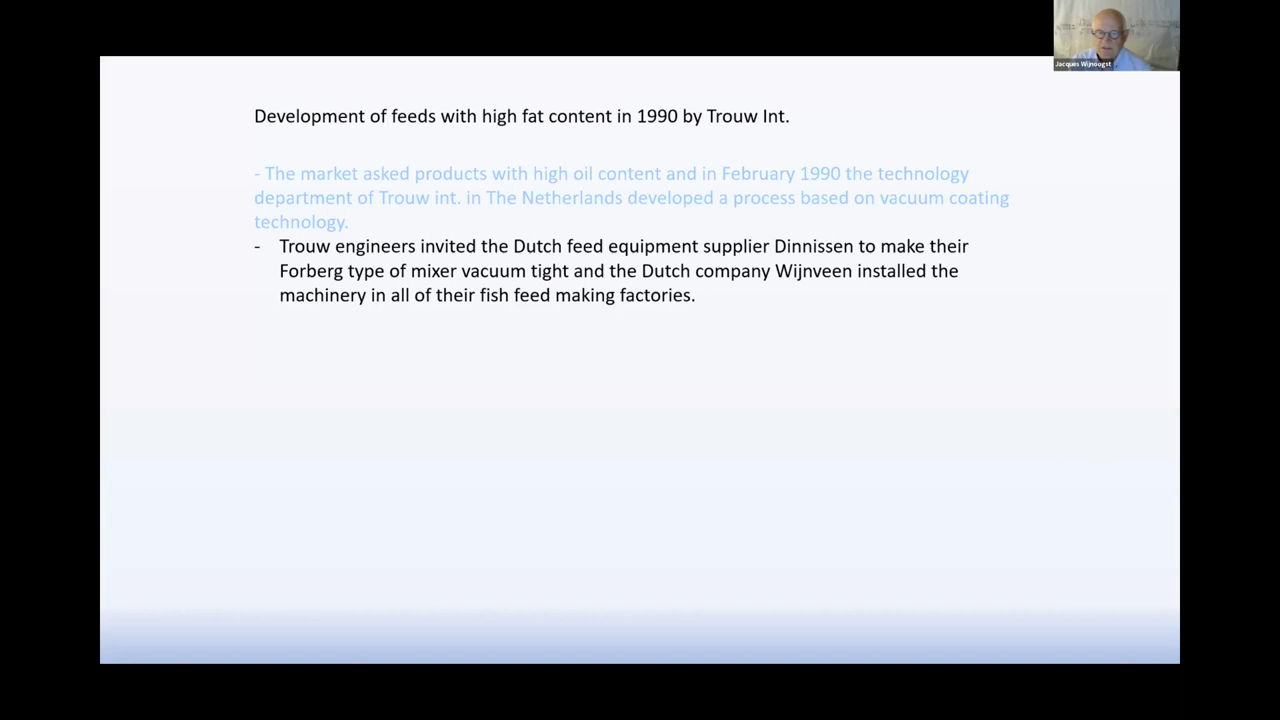 Jacques Wijnoogst
Development of feeds with high fat content in 1990 by Trouw Int.
- The market asked products with high oil content and in February 1990 the technology
department of Trouw int. in The Netherlands developed a process based on vacuum coating
technology.
- Trouw engineers invited the Dutch feed equipment supplier Dinnissen to make their
Forberg type of mixer vacuum tight and the Dutch company Wijnveen installed the
machinery in all of their fish feed making factories.